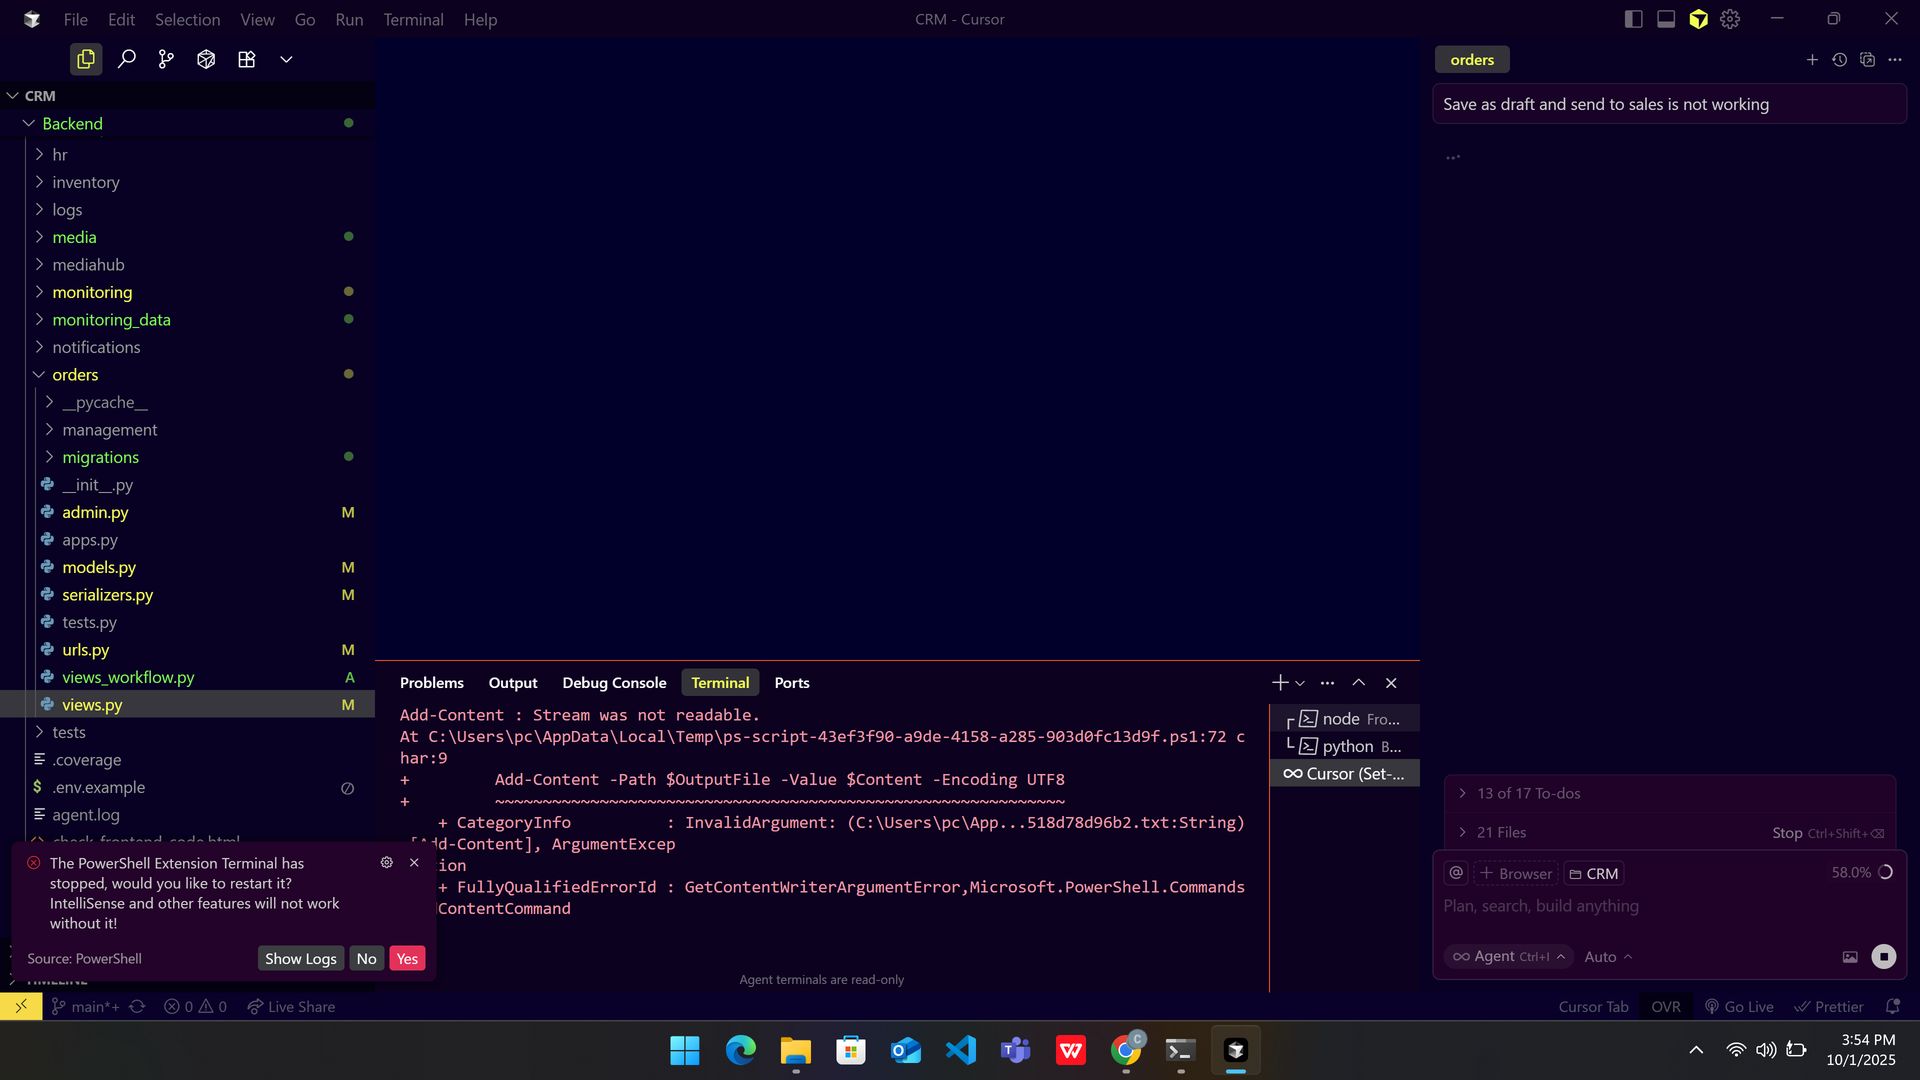 File Edit Selection View Go Run Terminal Help
CRM - Cursor
CRM
Backend
hr
inventory
logs
media
mediahub
monitoring
monitoring_data
notifications
orders
__pycache__
management
migrations
__init__.py
admin.py M
apps.py
models.py M
serializers.py M
tests.py
urls.py M
views_workflow.py A
views.py M
tests
.coverage
$ .env.example
agent.log
check_frontend_code.html
The PowerShell Extension Terminal has
stopped, would you like to restart it?
IntelliSense and other features will not work
without it!
Source: PowerShell
Show Logs No Yes
TIMELINE
Problems Output Debug Console Terminal Ports
Add-Content : Stream was not readable.
At C:\Users\pc\AppData\Local\Temp\ps-script-43ef3f90-a9de-4158-a285-903d0fc13d9f.ps1:72 c
har:9
+         Add-Content -Path $OutputFile -Value $Content -Encoding UTF8
+         ~~~~~~~~~~~~~~~~~~~~~~~~~~~~~~~~~~~~~~~~~~~~~~~~~~~~~~~~~~~~
+ CategoryInfo          : InvalidArgument: (C:\Users\pc\App...518d78d96b2.txt:String)
[Add-Content], ArgumentExcep
tion
+ FullyQualifiedErrorId : GetContentWriterArgumentError,Microsoft.PowerShell.Commands
dContentCommand
Agent terminals are read-only
node Fro...
python B...
Cursor (Set-...
orders
Save as draft and send to sales is not working
13 of 17 To-dos
21 Files
Stop Ctrl+Shift+⌫
@ + Browser CRM 58.0%
Plan, search, build anything
Agent Ctrl+I Auto
main*+ 0 0 Live Share
Cursor Tab OVR Go Live Prettier
3:54 PM
10/1/2025